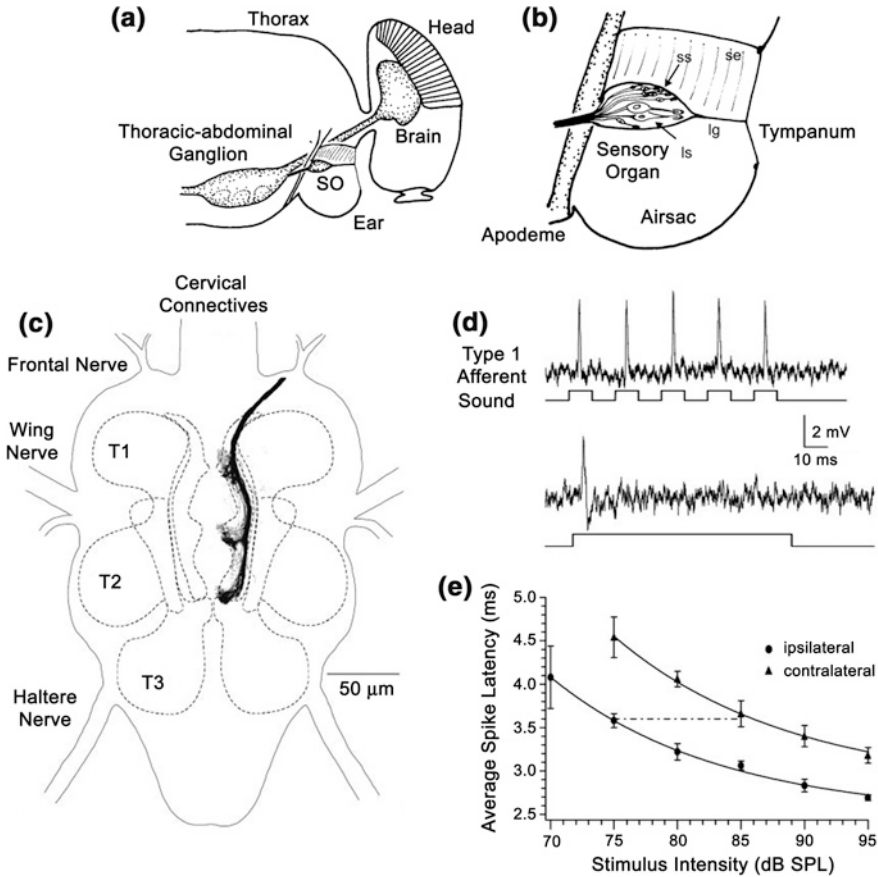 (a)
Thorax
Head
Brain
Thoracic-abdominal
Ganglion
SO
Ear
(b)
ss
se
lg
ls
Tympanum
Sensory
Organ
Airsac
Apodeme
(c)
Cervical
Connectives
Frontal Nerve
Wing
Nerve
T1
T2
T3
50 µm
Haltere
Nerve
(d)
Type 1
Afferent
Sound
2 mV
10 ms
(e)
Average Spike Latency (ms)
5.0
4.5
4.0
3.5
3.0
2.5
ipsilateral
contralateral
70 75 80 85 90 95
Stimulus Intensity (dB SPL)